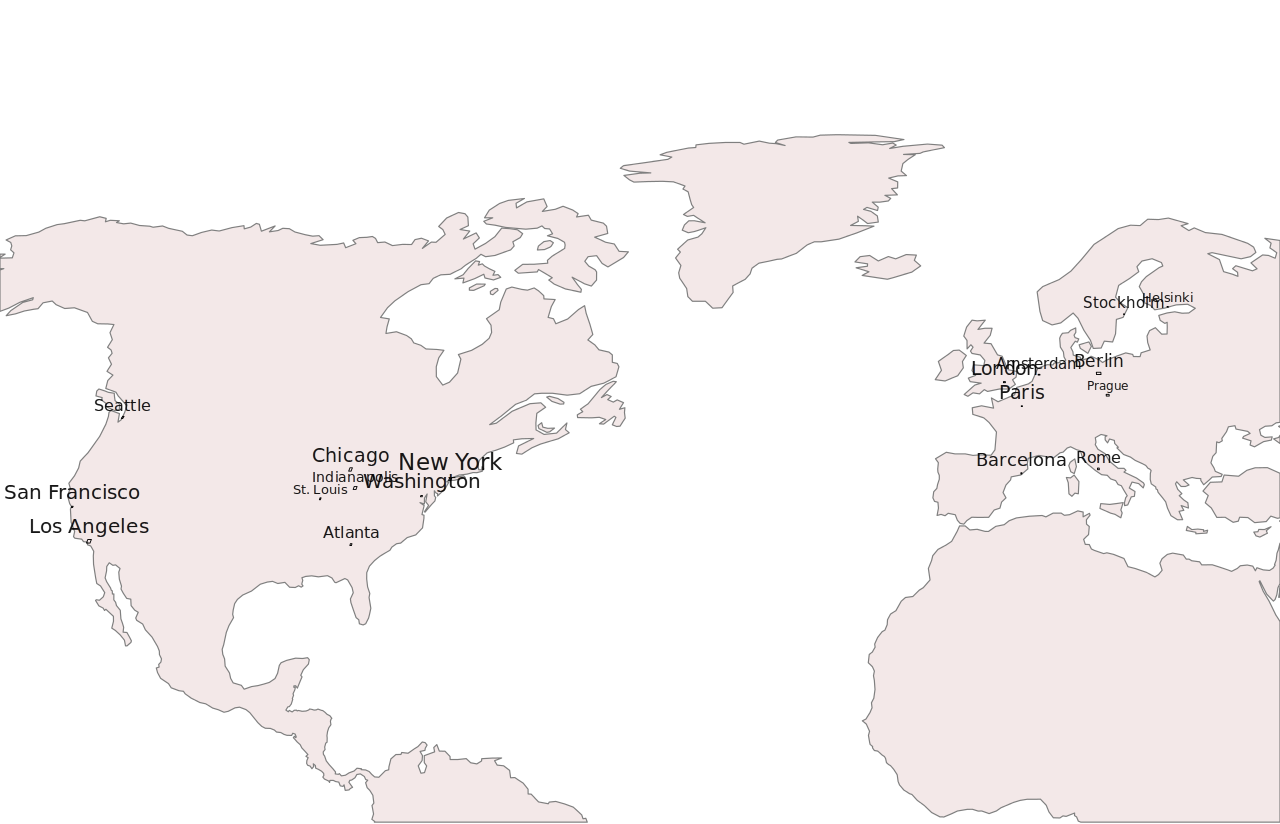 Stockholm
Helsinki
Amsterdam
Berlin
London
Prague
Paris
Seattle
Chicago
New York
Barcelona
Rome
Indianapolis
Washington
St. Louis
San Francisco
Los Angeles
Atlanta